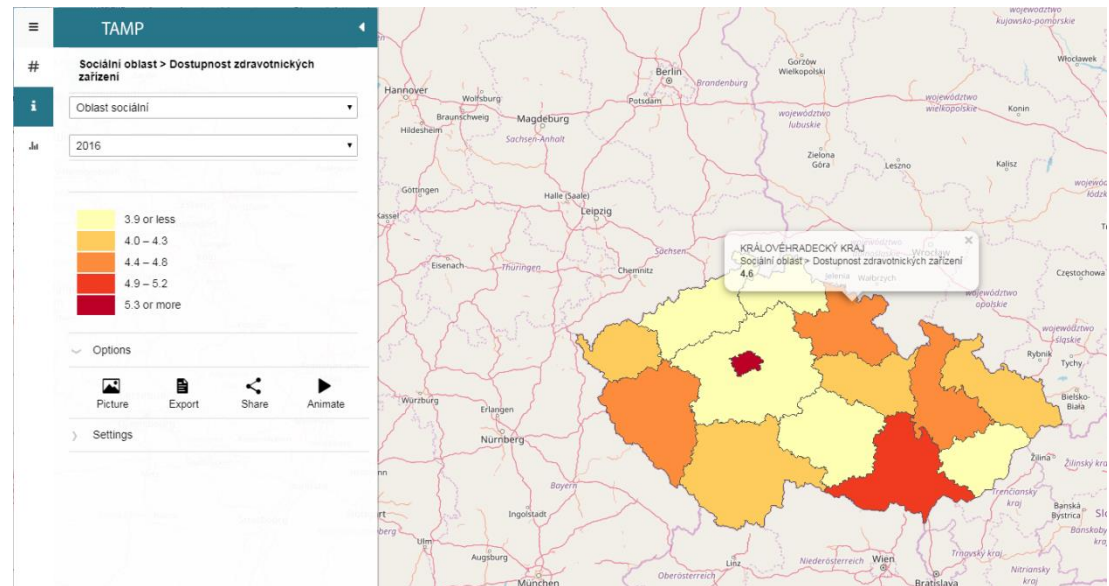 TAMP
Sociální oblast > Dostupnost zdravotnických
zařízení
Oblast sociální
2016
3.9 or less
4.0 – 4.3
4.4 – 4.8
4.9 – 5.2
5.3 or more
Options
Picture
Export
Share
Animate
Settings
województwo
kujawsko-pomorskie
Włocławek
Gorzów
Wielkopolski
Berlin
Brandenburg
Hannover
Wolfsburg
Potsdam
Braunschweig
Magdeburg
Hildesheim
Sachsen-Anhalt
województwo
lubuskie
województwo
wielkopolskie
Konin
Zielona
Góra
Leszno
Kalisz
Göttingen
Halle (Saale)
Kassel
Leipzig
Sachsen
Eisenach
Thüringen
Chemnitz
KRÁLOVÉHRADECKÝ KRAJ
Sociální oblast > Dostupnost zdravotnických zařízení
4.6
Wrocław
Jelenia
Wałbrzych
Częstochowa
województwo
opolskie
województwo
śląskie
Rybnik
Tychy
Bielsko-
Biała
Würzburg
Erlangen
Nürnberg
Bayern
Ingolstadt
Ulm
Augsburg
München
Linz
Oberösterreich
Niederösterreich
Wien
Bratislava
Žilina
Žilinský kraj
Trenčiansky
kraj
Banská
Bystrica
Trnavský kraj
Nitriansky
kraj